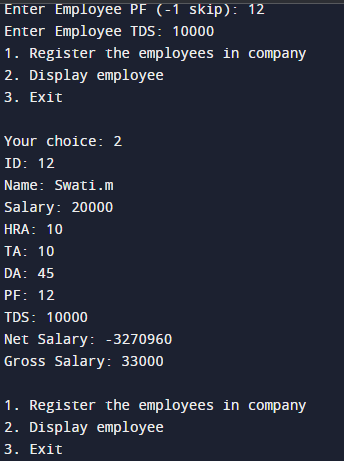 Enter Employee PF (-1 skip): 12
Enter Employee TDS: 10000
1. Register the employees in company
2. Display employee
3. Exit
Your choice: 2
ID: 12
Name: Swati.m
Salary: 20000
HRA: 10
TA: 10
DA: 45
PF: 12
TDS: 10000
Net Salary: -3270960
Gross Salary: 33000
1. Register the employees in company
2. Display employee
3. Exit